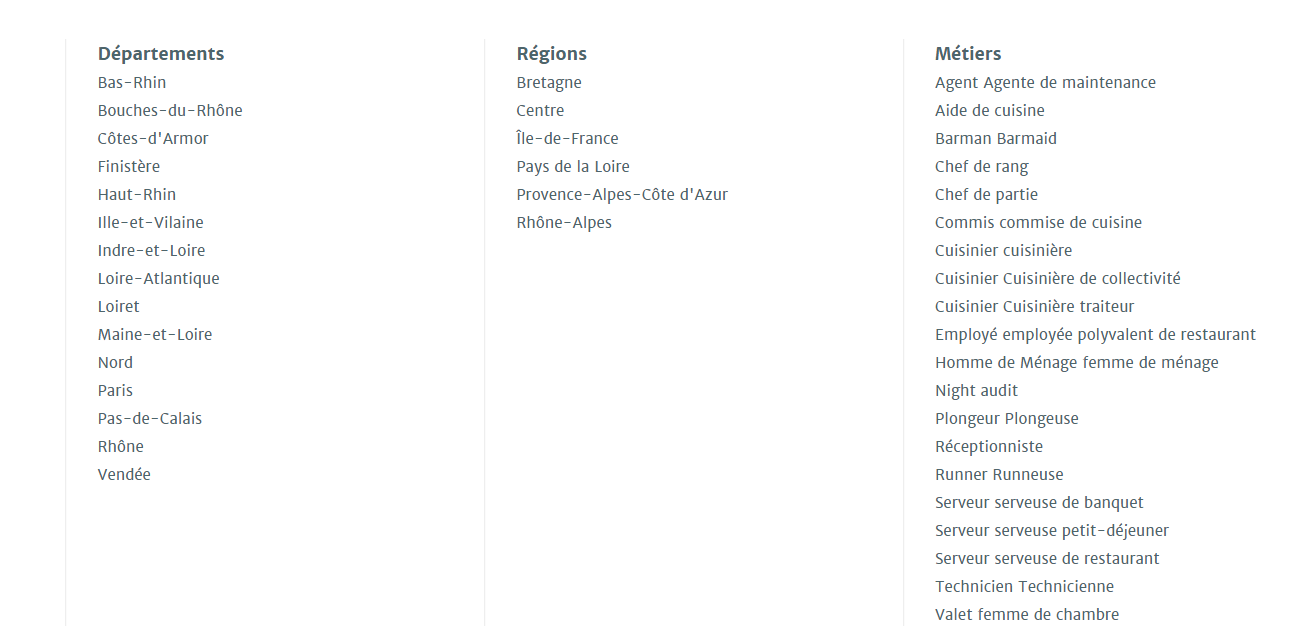 Départements
Bas-Rhin
Bouches-du-Rhône
Côtes-d'Armor
Finistère
Haut-Rhin
Ille-et-Vilaine
Indre-et-Loire
Loire-Atlantique
Loiret
Maine-et-Loire
Nord
Paris
Pas-de-Calais
Rhône
Vendée
Régions
Bretagne
Centre
Île-de-France
Pays de la Loire
Provence-Alpes-Côte d'Azur
Rhône-Alpes
Métiers
Agent Agente de maintenance
Aide de cuisine
Barman Barmaid
Chef de rang
Chef de partie
Commis commise de cuisine
Cuisinier cuisinière
Cuisinier Cuisinière de collectivité
Cuisinier Cuisinière traiteur
Employé employée polyvalent de restaurant
Homme de Ménage femme de ménage
Night audit
Plongeur Plongeuse
Réceptionniste
Runner Runneuse
Serveur serveuse de banquet
Serveur serveuse petit-déjeuner
Serveur serveuse de restaurant
Technicien Technicienne
Valet femme de chambre